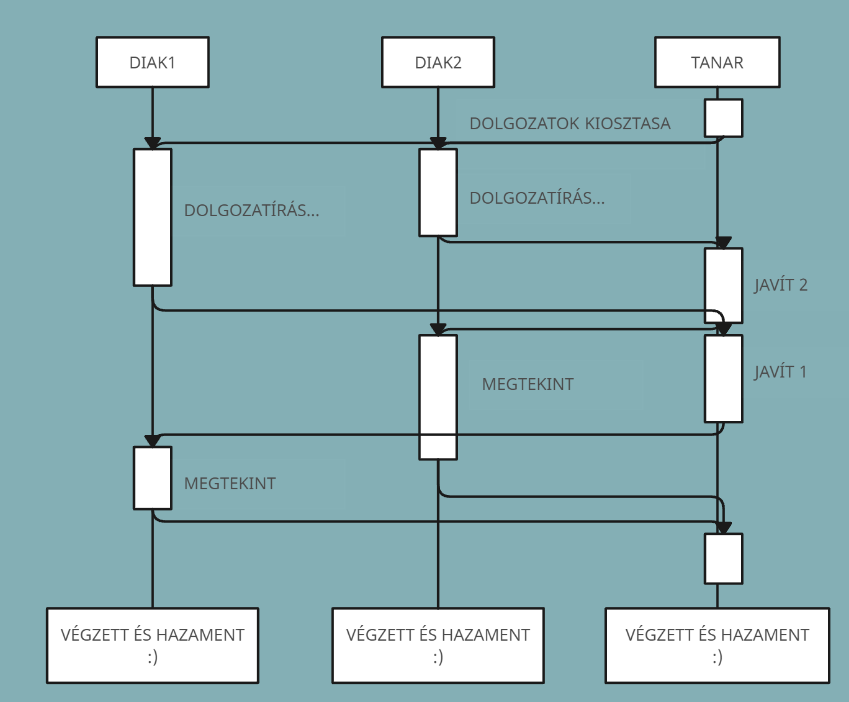 DIAK1
DIAK2
TANAR
DOLGOZATOK KIOSZTASA
DOLGOZATÍRÁS...
DOLGOZATÍRÁS...
JAVÍT 2
JAVÍT 1
MEGTEKINT
MEGTEKINT
VÉGZETT ÉS HAZAMENT
:)
VÉGZETT ÉS HAZAMENT
:)
VÉGZETT ÉS HAZAMENT
:)